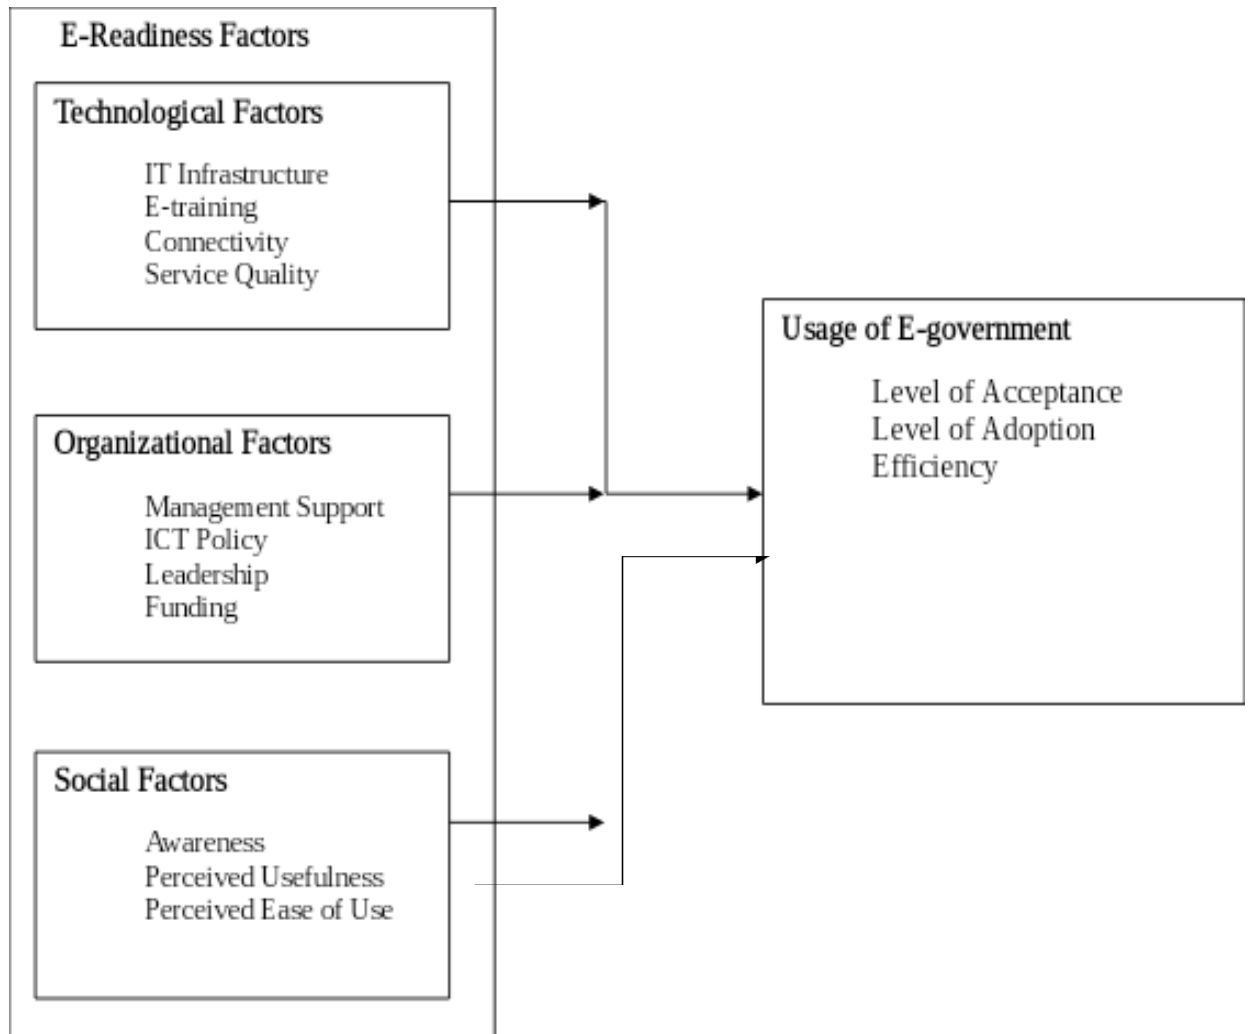 E-Readiness Factors
Technological Factors
IT Infrastructure
E-training
Connectivity
Service Quality
Organizational Factors
Management Support
ICT Policy
Leadership
Funding
Social Factors
Awareness
Perceived Usefulness
Perceived Ease of Use
Usage of E-government
Level of Acceptance
Level of Adoption
Efficiency